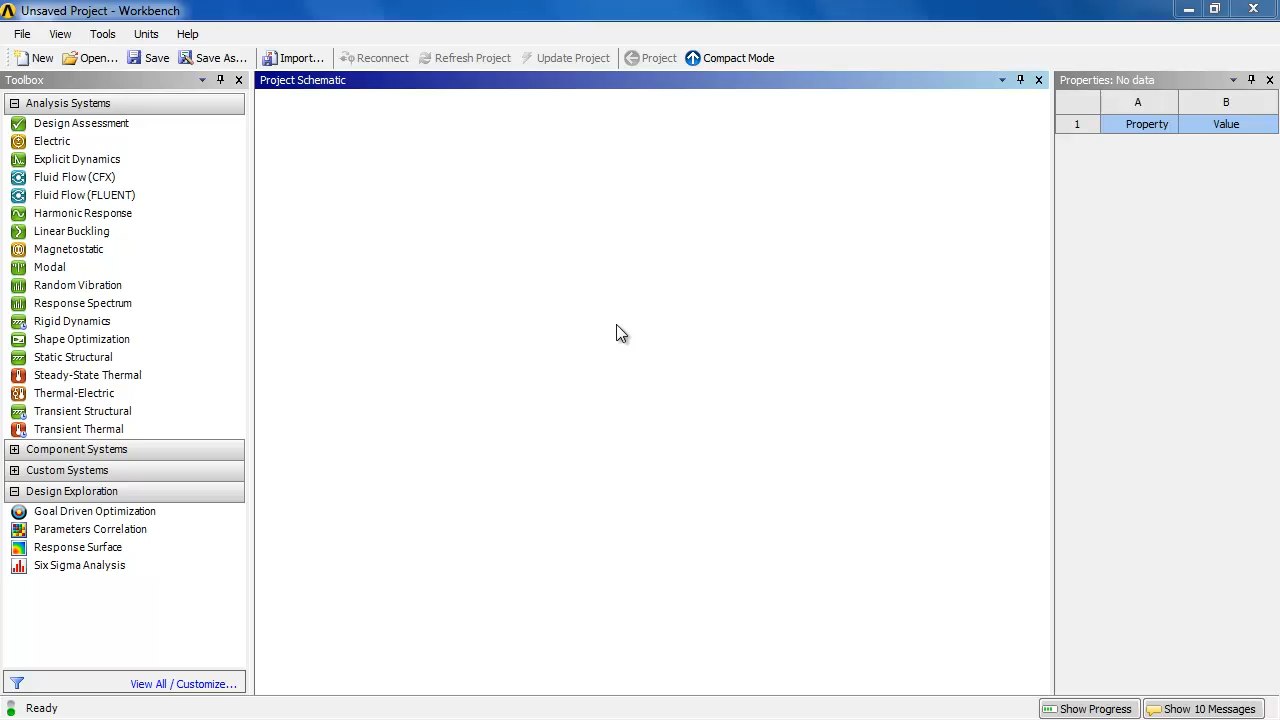 Unsaved Project - Workbench
File View Tools Units Help
New Open... Save Save As... Import... Reconnect Refresh Project Update Project Project Compact Mode
Toolbox
Analysis Systems
Design Assessment
Electric
Explicit Dynamics
Fluid Flow (CFX)
Fluid Flow (FLUENT)
Harmonic Response
Linear Buckling
Magnetostatic
Modal
Random Vibration
Response Spectrum
Rigid Dynamics
Shape Optimization
Static Structural
Steady-State Thermal
Thermal-Electric
Transient Structural
Transient Thermal
Component Systems
Custom Systems
Design Exploration
Goal Driven Optimization
Parameters Correlation
Response Surface
Six Sigma Analysis
View All / Customize...
Project Schematic
Properties: No data
A B
1 Property Value
Ready
Show Progress Show 10 Messages